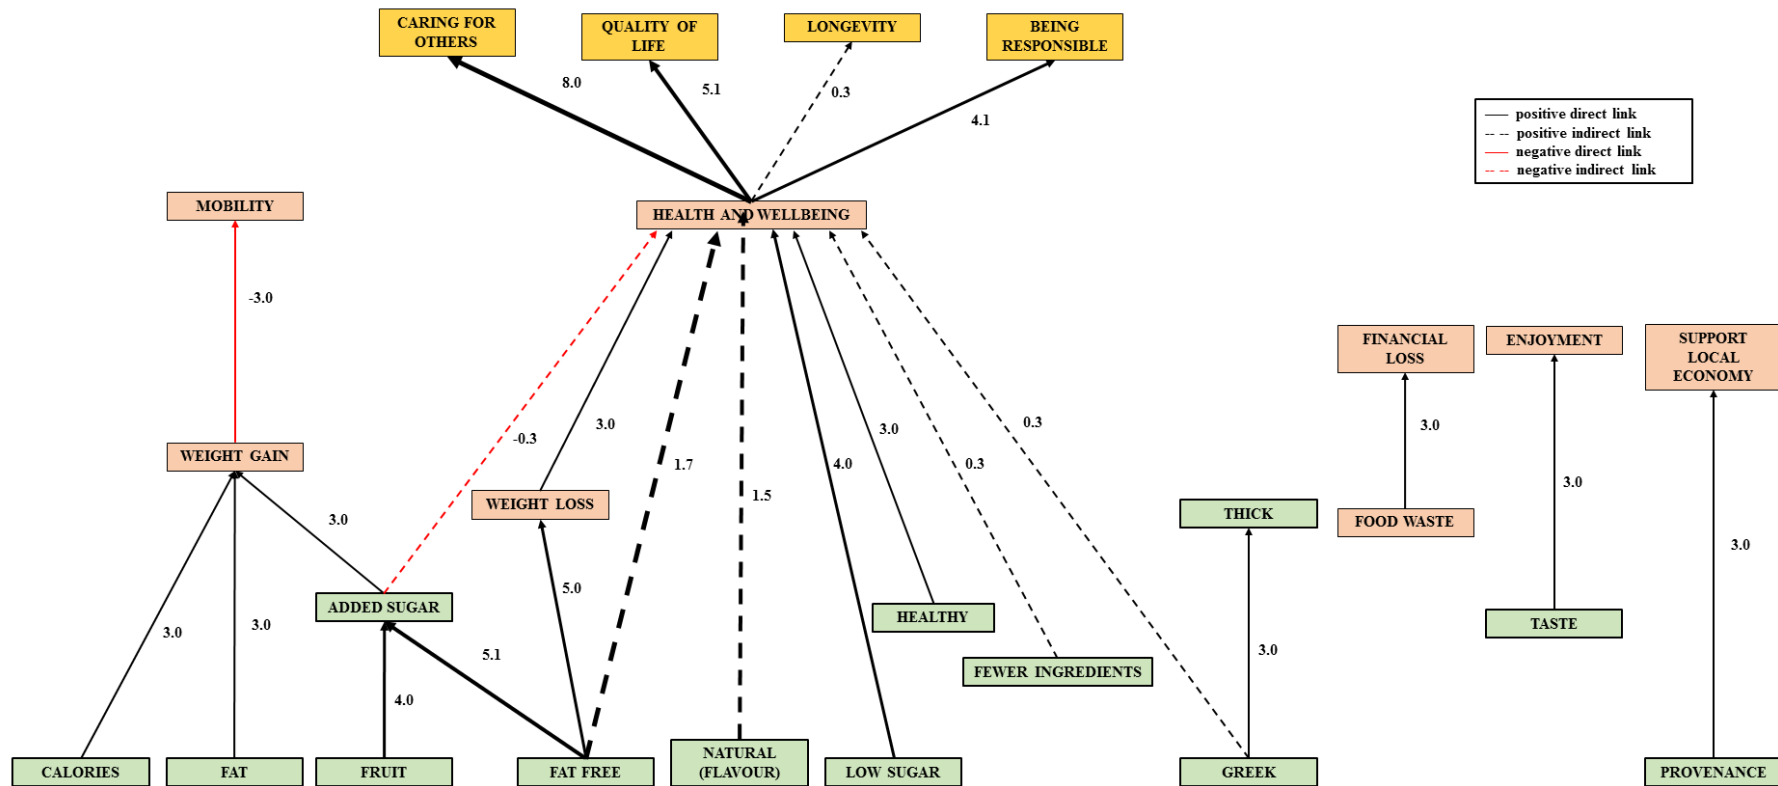 CARING FOR
OTHERS
QUALITY OF
LIFE
LONGEVITY
BEING
RESPONSIBLE
8.0
5.1
0.3
4.1
positive direct link
positive indirect link
negative direct link
negative indirect link
MOBILITY
HEALTH AND WELLBEING
-3.0
FINANCIAL
LOSS
ENJOYMENT
SUPPORT
LOCAL
ECONOMY
3.0
-0.3
3.0
1.7
1.5
4.0
3.0
0.3
0.3
3.0
3.0
3.0
WEIGHT GAIN
WEIGHT LOSS
THICK
FOOD WASTE
3.0
3.0
5.0
ADDED SUGAR
HEALTHY
TASTE
3.0
5.1
4.0
3.0
FEWER INGREDIENTS
CALORIES
FAT
FRUIT
FAT FREE
NATURAL
(FLAVOUR)
LOW SUGAR
GREEK
PROVENANCE